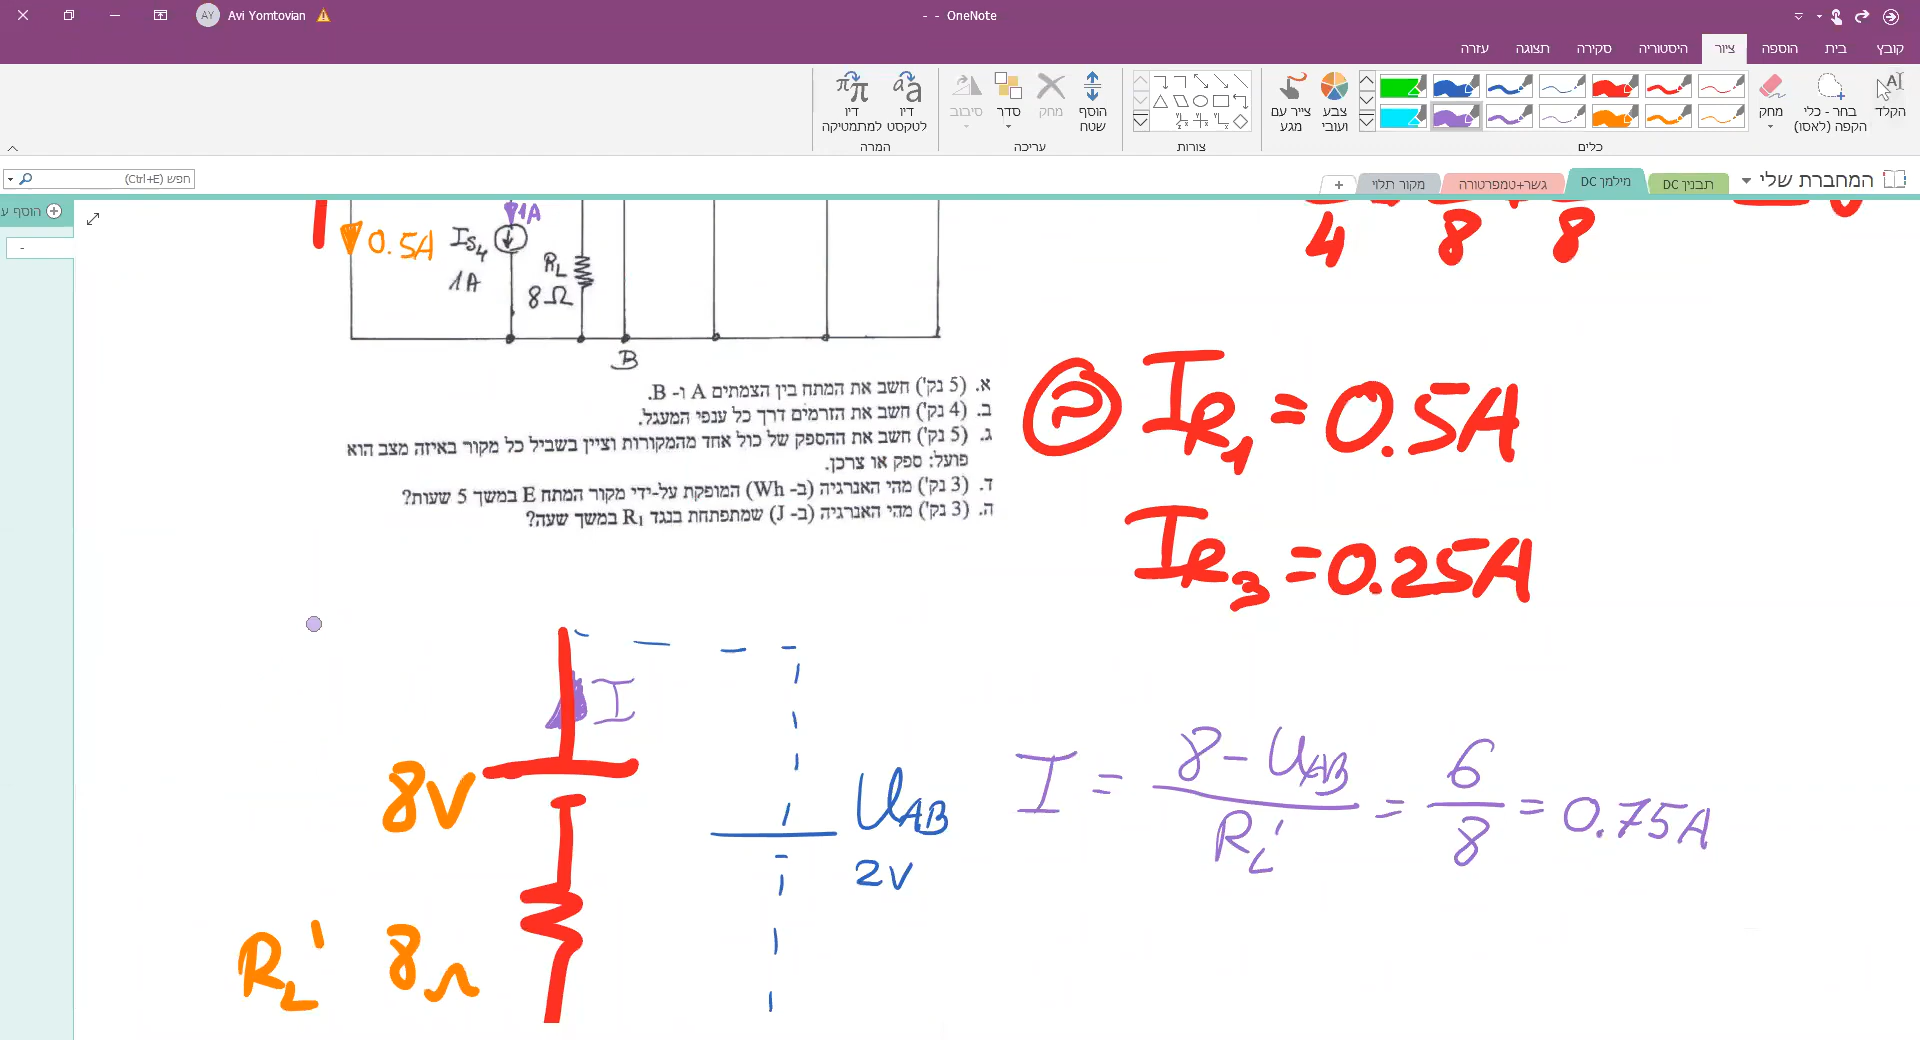 Avi Yomtovian
AY
- - OneNote
קובץ
בית
הוספה
ציור
היסטוריה
סקירה
תצוגה
עזרה
הקלד
בחר - כלי הקפה (לאסו)
מחק
כלים
צבע ועובי
צייר עם מגע
צורות
הוסף שטח
מחק
סדר
סיבוב
עריכה
דיו לטקסט
דיו למתמטיקה
המרה
המחברת שלי
תבנין DC
מילמן DC
גשר+טמפרטורה
מקור תלוי
+
חפש (Ctrl+E)
הוסף ע
-
1A
0.5A
IS4
1A
RL
8Ω
B
4
8
8
א. (5 נק') חשב את המתח בין הצמתים A ו- B.
ב. (4 נק') חשב את הזרמים דרך כל ענפי המעגל.
ג. (5 נק') חשב את ההספק של כול אחד מהמקורות וציין בשביל כל מקור באיזה מצב הוא
פועל: ספק או צרכן.
ד. (3 נק') מהי האנרגיה (ב- Wh) המופקת על-ידי מקור המתח E במשך 5 שעות?
ה. (3 נק') מהי האנרגיה (ב- J) שמתפתחת בנגד R1 במשך שעה?
IR1 = 0.5A
IR3 = 0.25A
I
8V
UAB
2V
RL' 8Ω
I = 8 - UAB / RL' = 6 / 8 = 0.75A